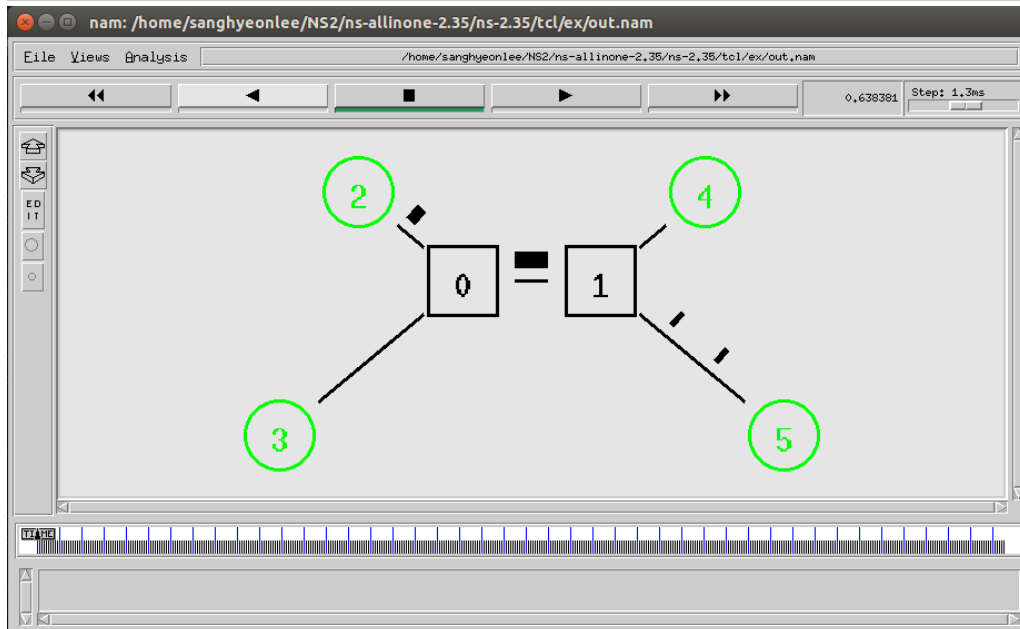 nam: /home/sanghyeonlee/NS2/ns-allinone-2.35/ns-2.35/tcl/ex/out.nam
File Views Analysis /home/sanghyeonlee/NS2/ns-allinone-2.35/ns-2.35/tcl/ex/out.nam
0.638381 Step: 1.3ms
ED
IT
2 4
0 1
3 5
TIME